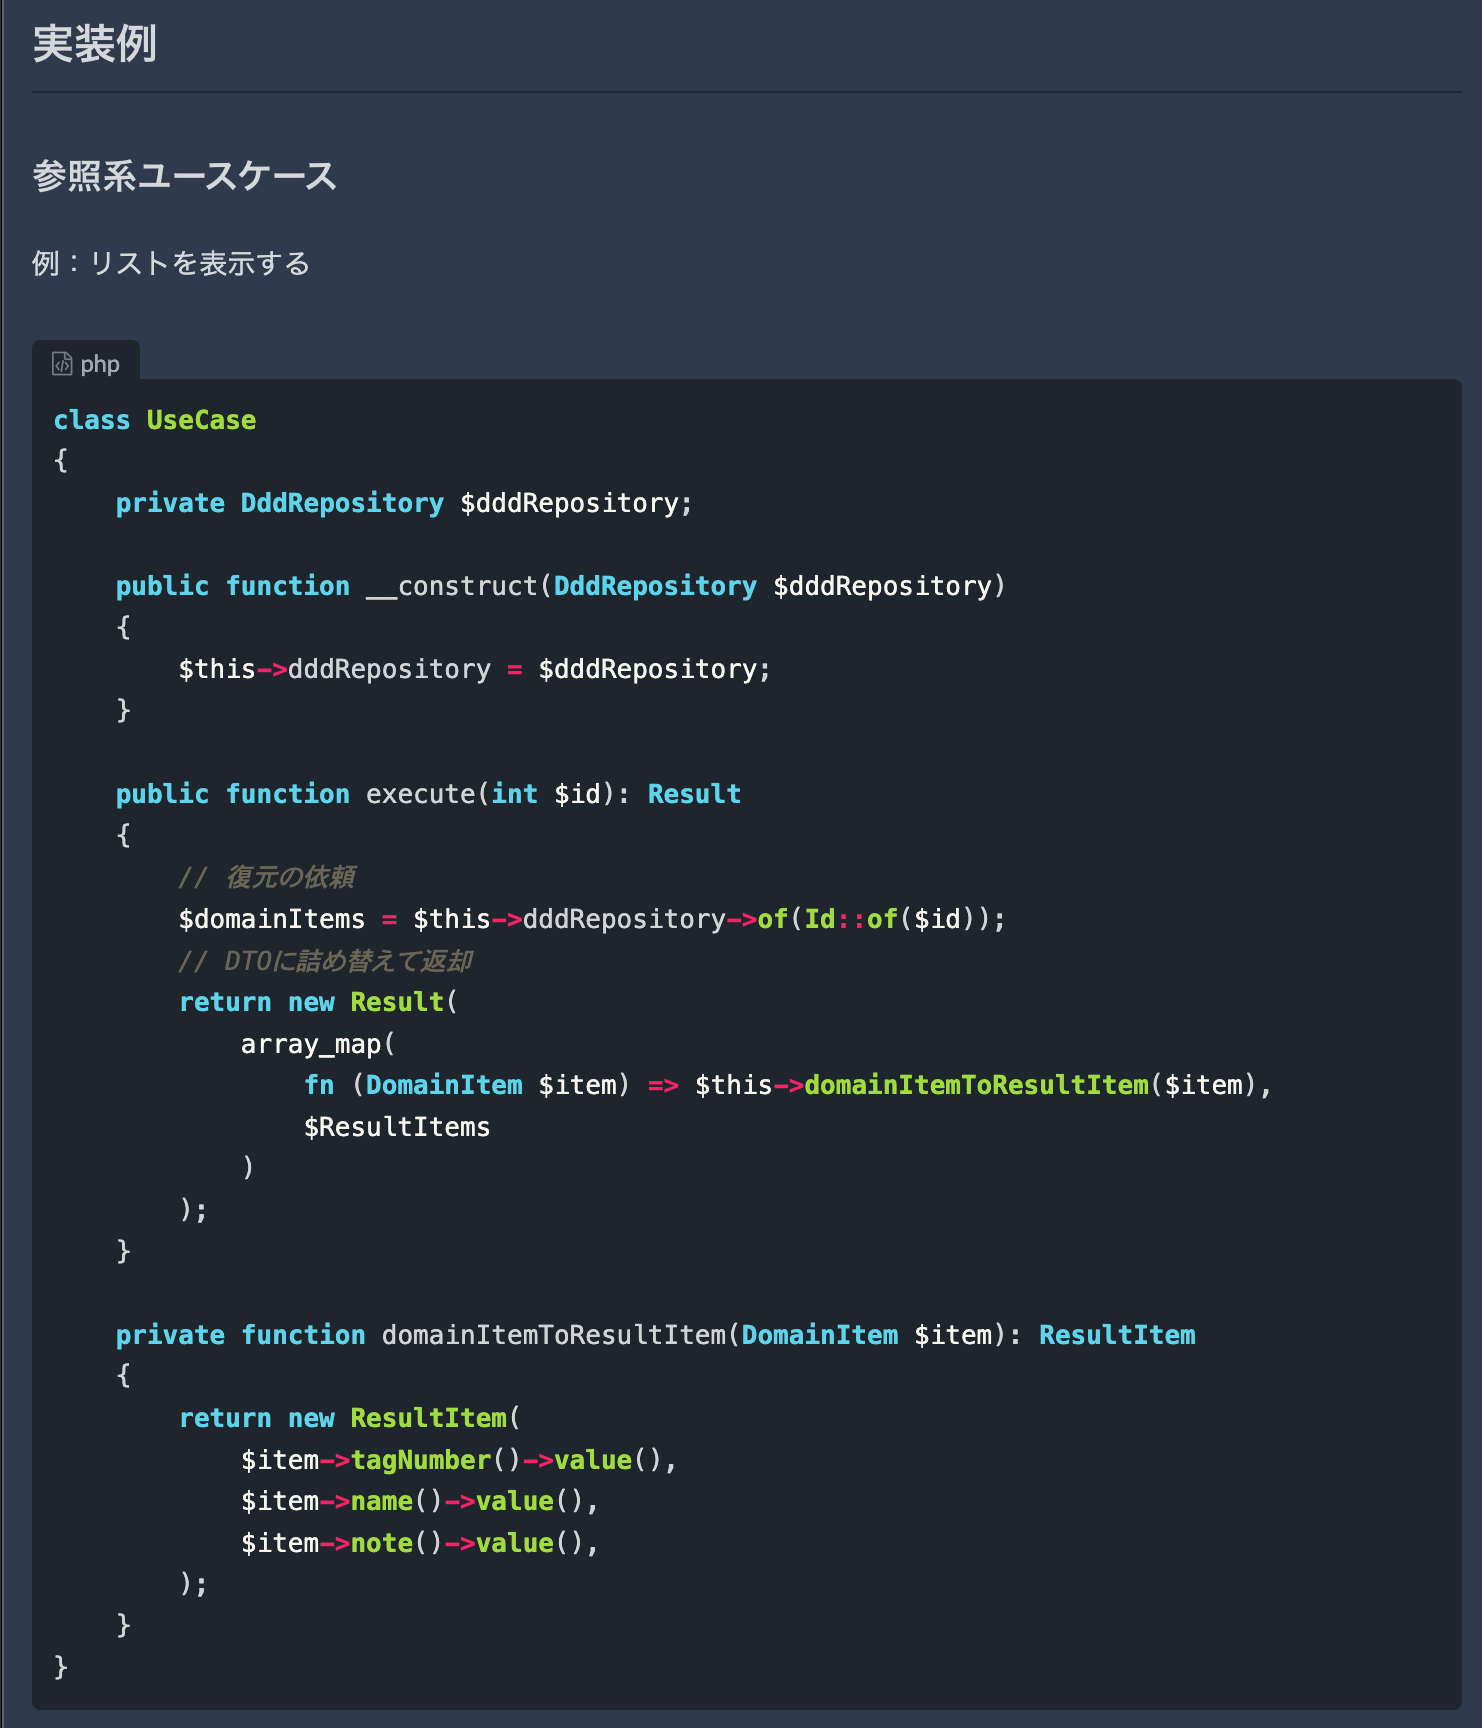 実装例
参照系ユースケース
例：リストを表示する
php
class UseCase
{
    private DddRepository $dddRepository;

    public function __construct(DddRepository $dddRepository)
    {
        $this->dddRepository = $dddRepository;
    }

    public function execute(int $id): Result
    {
        // 復元の依頼
        $domainItems = $this->dddRepository->of(Id::of($id));
        // DTOに詰め替えて返却
        return new Result(
            array_map(
                fn (DomainItem $item) => $this->domainItemToResultItem($item),
                $ResultItems
            )
        );
    }

    private function domainItemToResultItem(DomainItem $item): ResultItem
    {
        return new ResultItem(
            $item->tagNumber()->value(),
            $item->name()->value(),
            $item->note()->value(),
        );
    }
}